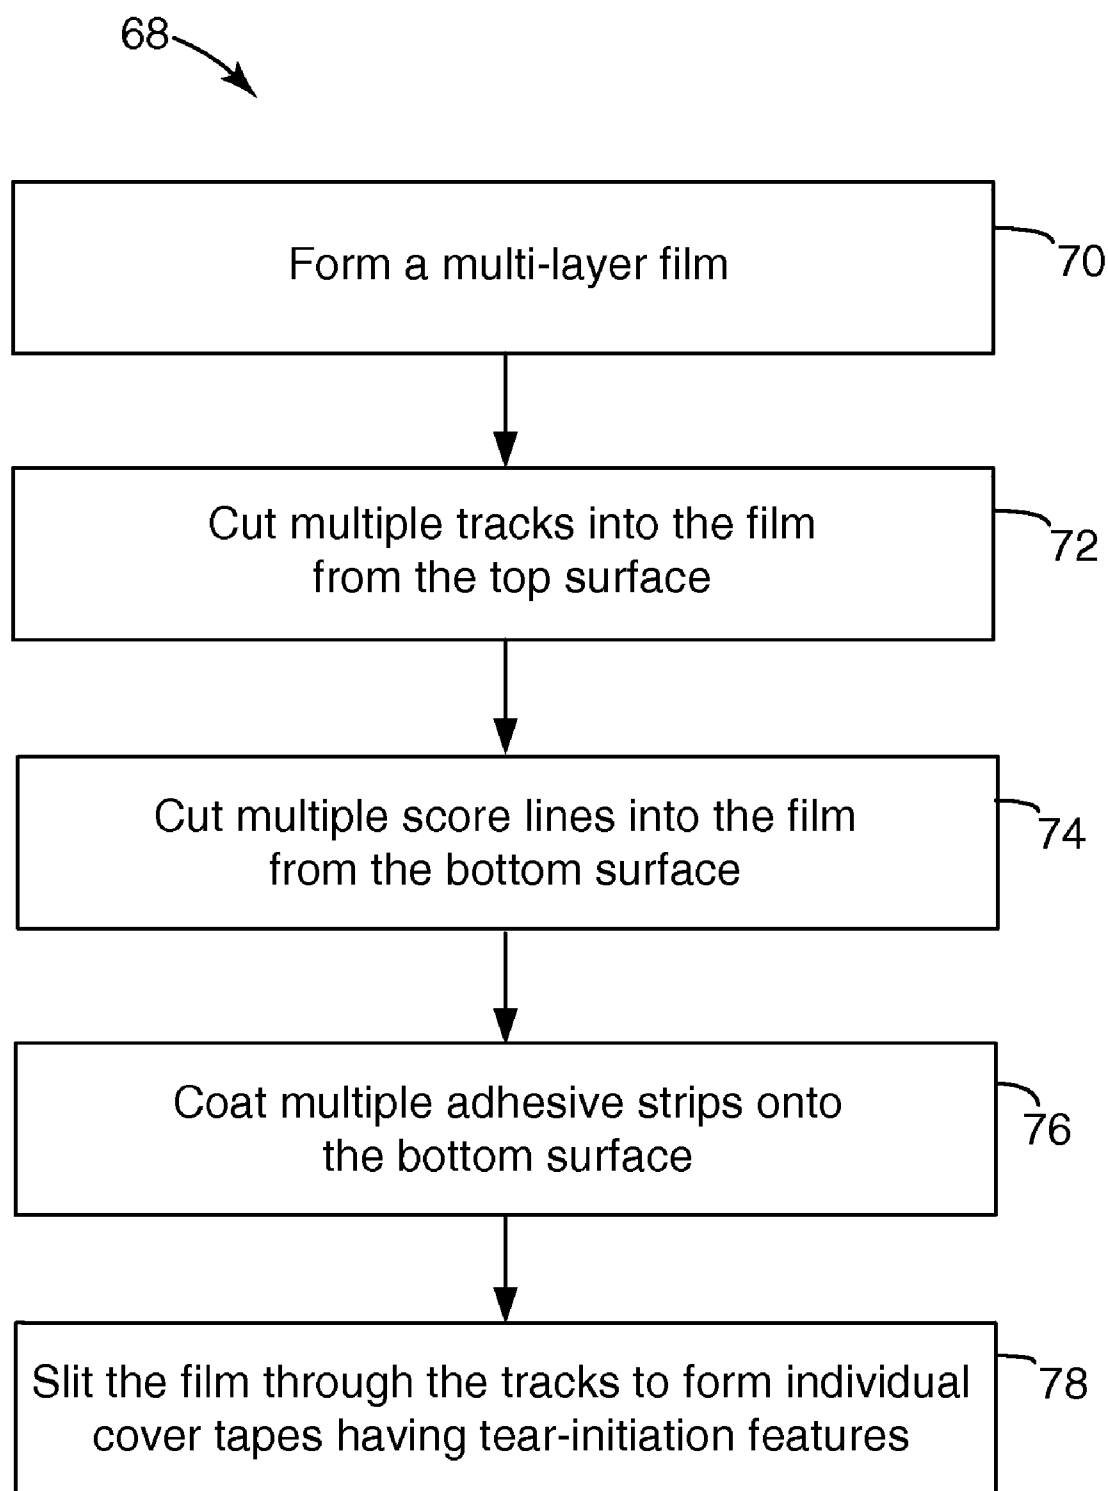 68
Form a multi-layer film
70
Cut multiple tracks into the film
from the top surface
72
Cut multiple score lines into the film
from the bottom surface
74
Coat multiple adhesive strips onto
the bottom surface
76
Slit the film through the tracks to form individual
cover tapes having tear-initiation features
78